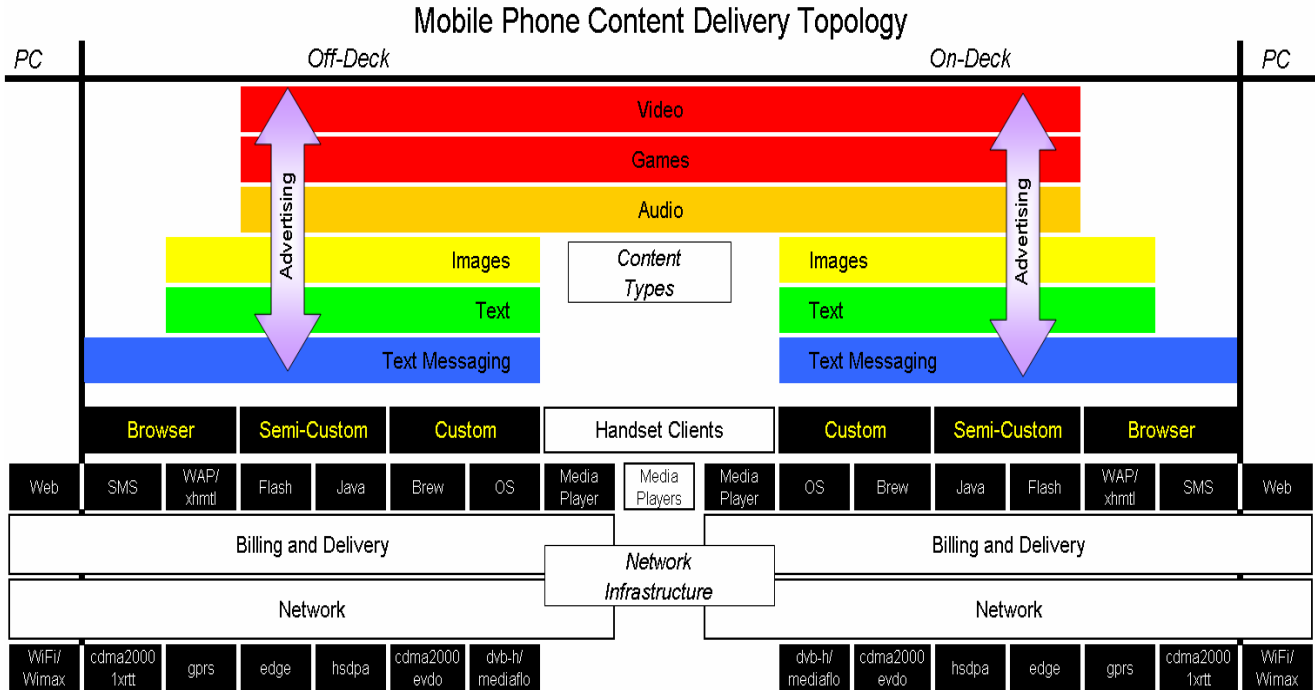 Mobile Phone Content Delivery Topology
PC
Off-Deck
On-Deck
PC
Video
Games
Audio
Advertising
Advertising
Images
Content
Types
Images
Text
Text
Text Messaging
Text Messaging
Browser
Semi-Custom
Custom
Handset Clients
Custom
Semi-Custom
Browser
Web
SMS
WAP/
xhmtl
Flash
Java
Brew
OS
Media
Player
Media
Players
Media
Player
OS
Brew
Java
Flash
WAP/
xhmtl
SMS
Web
Billing and Delivery
Billing and Delivery
Network
Infrastructure
Network
Network
WiFi/
Wimax
cdma2000
1xrtt
gprs
edge
hsdpa
cdma2000
evdo
dvb-h/
mediaflo
dvb-h/
mediaflo
cdma2000
evdo
hsdpa
edge
gprs
cdma2000
1xrtt
WiFi/
Wimax